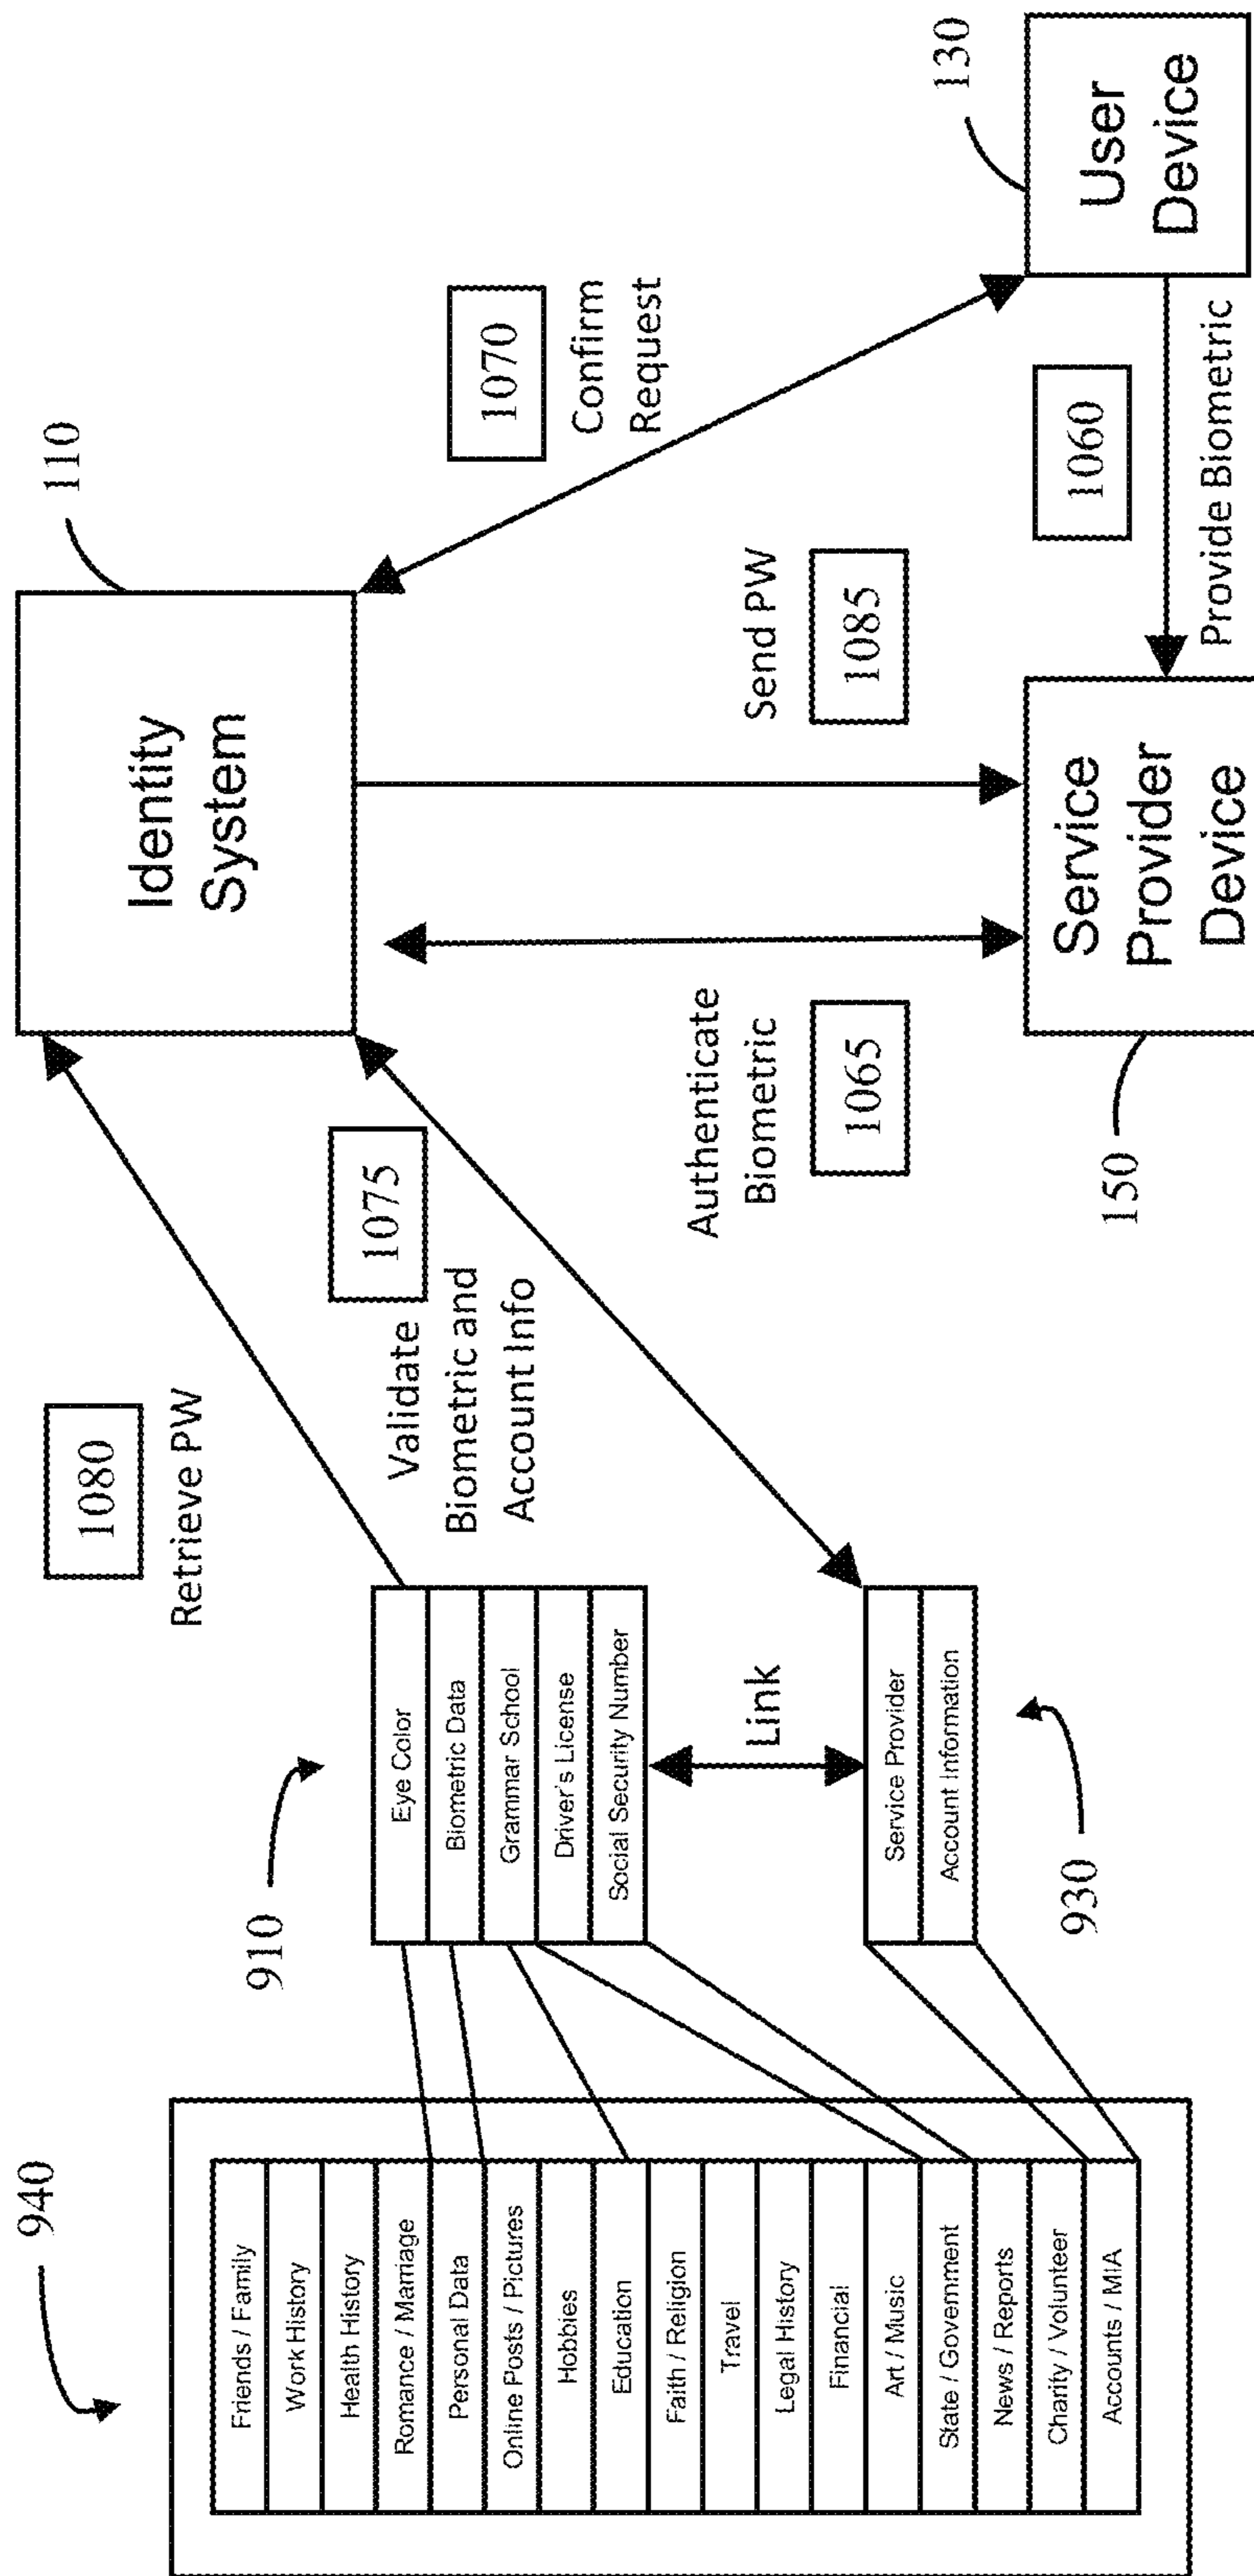 940
Friends / Family
Work History
Health History
Romance / Marriage
Personal Data
Online Posts / Pictures
Hobbies
Education
Faith / Religion
Travel
Legal History
Financial
Art / Music
State / Government
News / Reports
Charity / Volunteer
Accounts / MIA
910
Eye Color
Biometric Data
Grammar School
Driver's License
Social Security Number
Link
Service Provider
Account Information
930
1080
Retrieve PW
1075
Validate
Biometric and
Account Info
Identity
System
110
Authenticate
Biometric
1065
Send PW
1085
1070
Confirm
Request
Service
Provider
Device
150
1060
Provide Biometric
User
Device
130